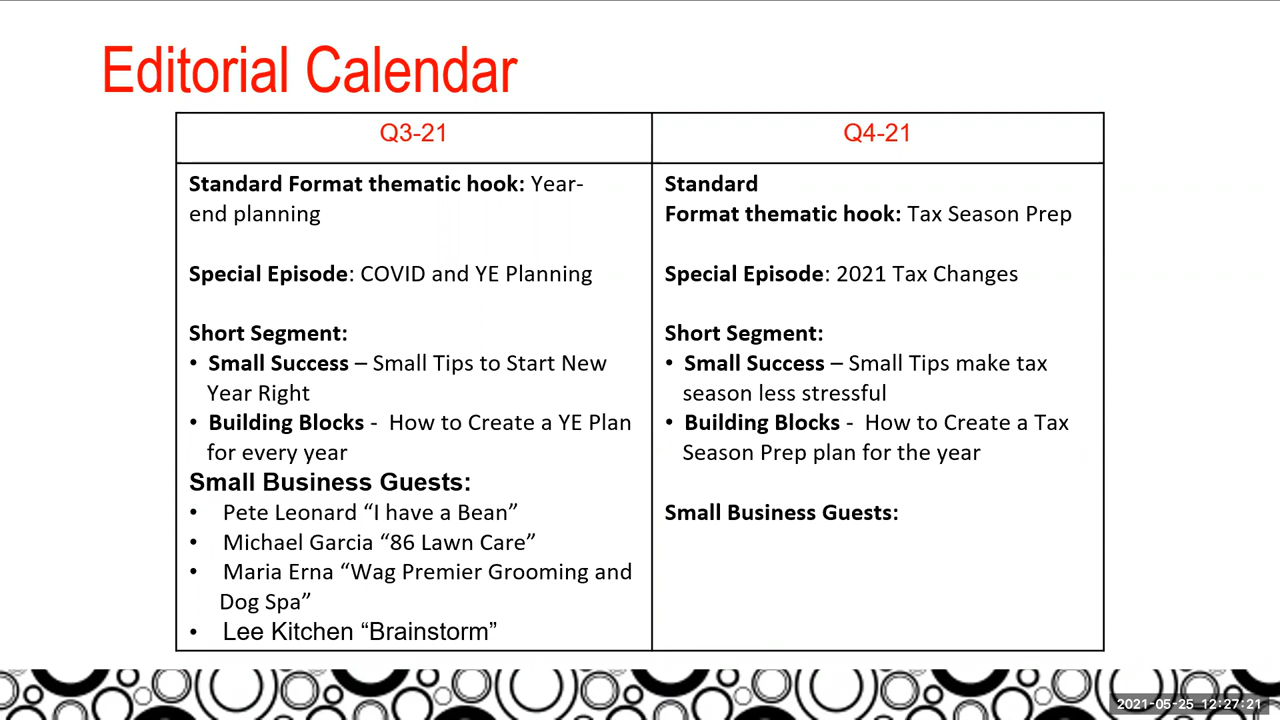 Editorial Calendar
Q3-21
Standard Format thematic hook: Year-
end planning
Special Episode: COVID and YE Planning
Short Segment:
• Small Success – Small Tips to Start New
Year Right
• Building Blocks - How to Create a YE Plan
for every year
Small Business Guests:
• Pete Leonard “I have a Bean”
• Michael Garcia “86 Lawn Care”
• Maria Erna “Wag Premier Grooming and
Dog Spa”
• Lee Kitchen “Brainstorm”
Q4-21
Standard
Format thematic hook: Tax Season Prep
Special Episode: 2021 Tax Changes
Short Segment:
• Small Success – Small Tips make tax
season less stressful
• Building Blocks - How to Create a Tax
Season Prep plan for the year
Small Business Guests:
2021-05-25 12:27:21